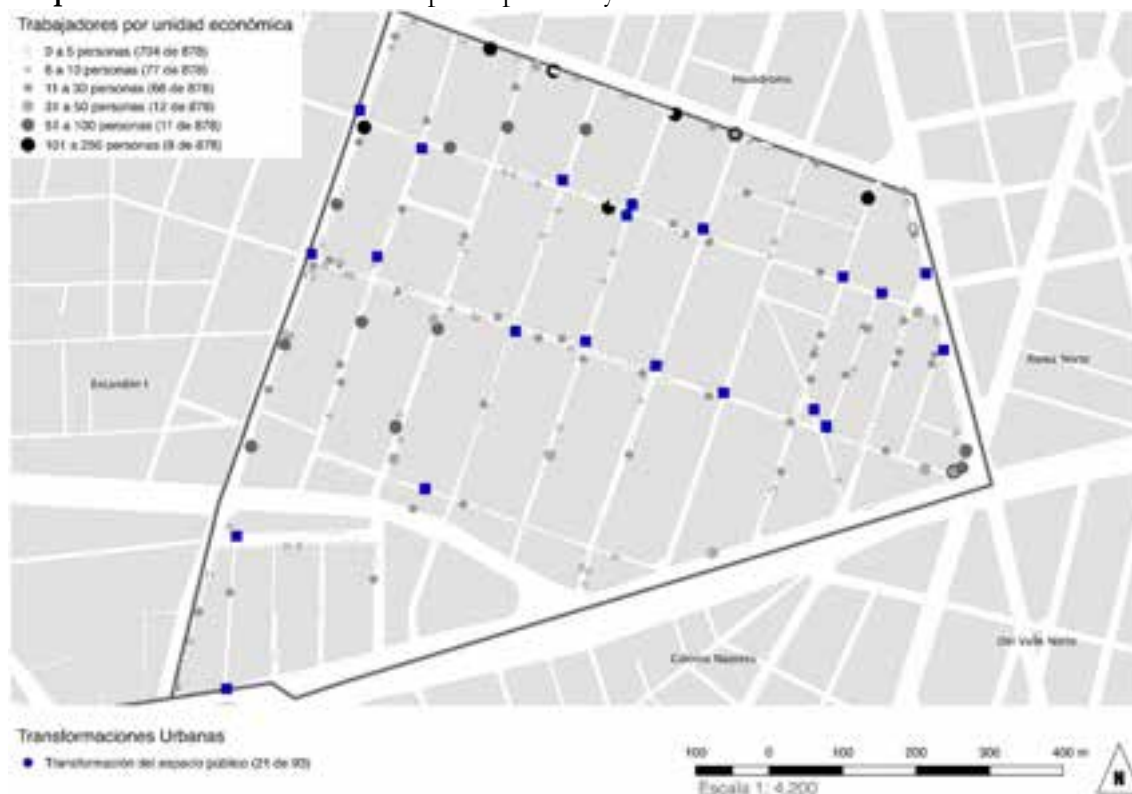 Trabajadores por unidad económica
0 a 5 personas (704 de 878)
6 a 10 personas (77 de 878)
11 a 30 personas (66 de 878)
31 a 50 personas (12 de 878)
51 a 100 personas (11 de 878)
101 a 250 personas (8 de 878)
Hipódromo
Escandón I
Roma Norte
Del Valle Norte
Transformaciones Urbanas
Transformación del espacio público (21 de 93)
100 0 100 200 300 400 m
Escala 1: 4.200
N